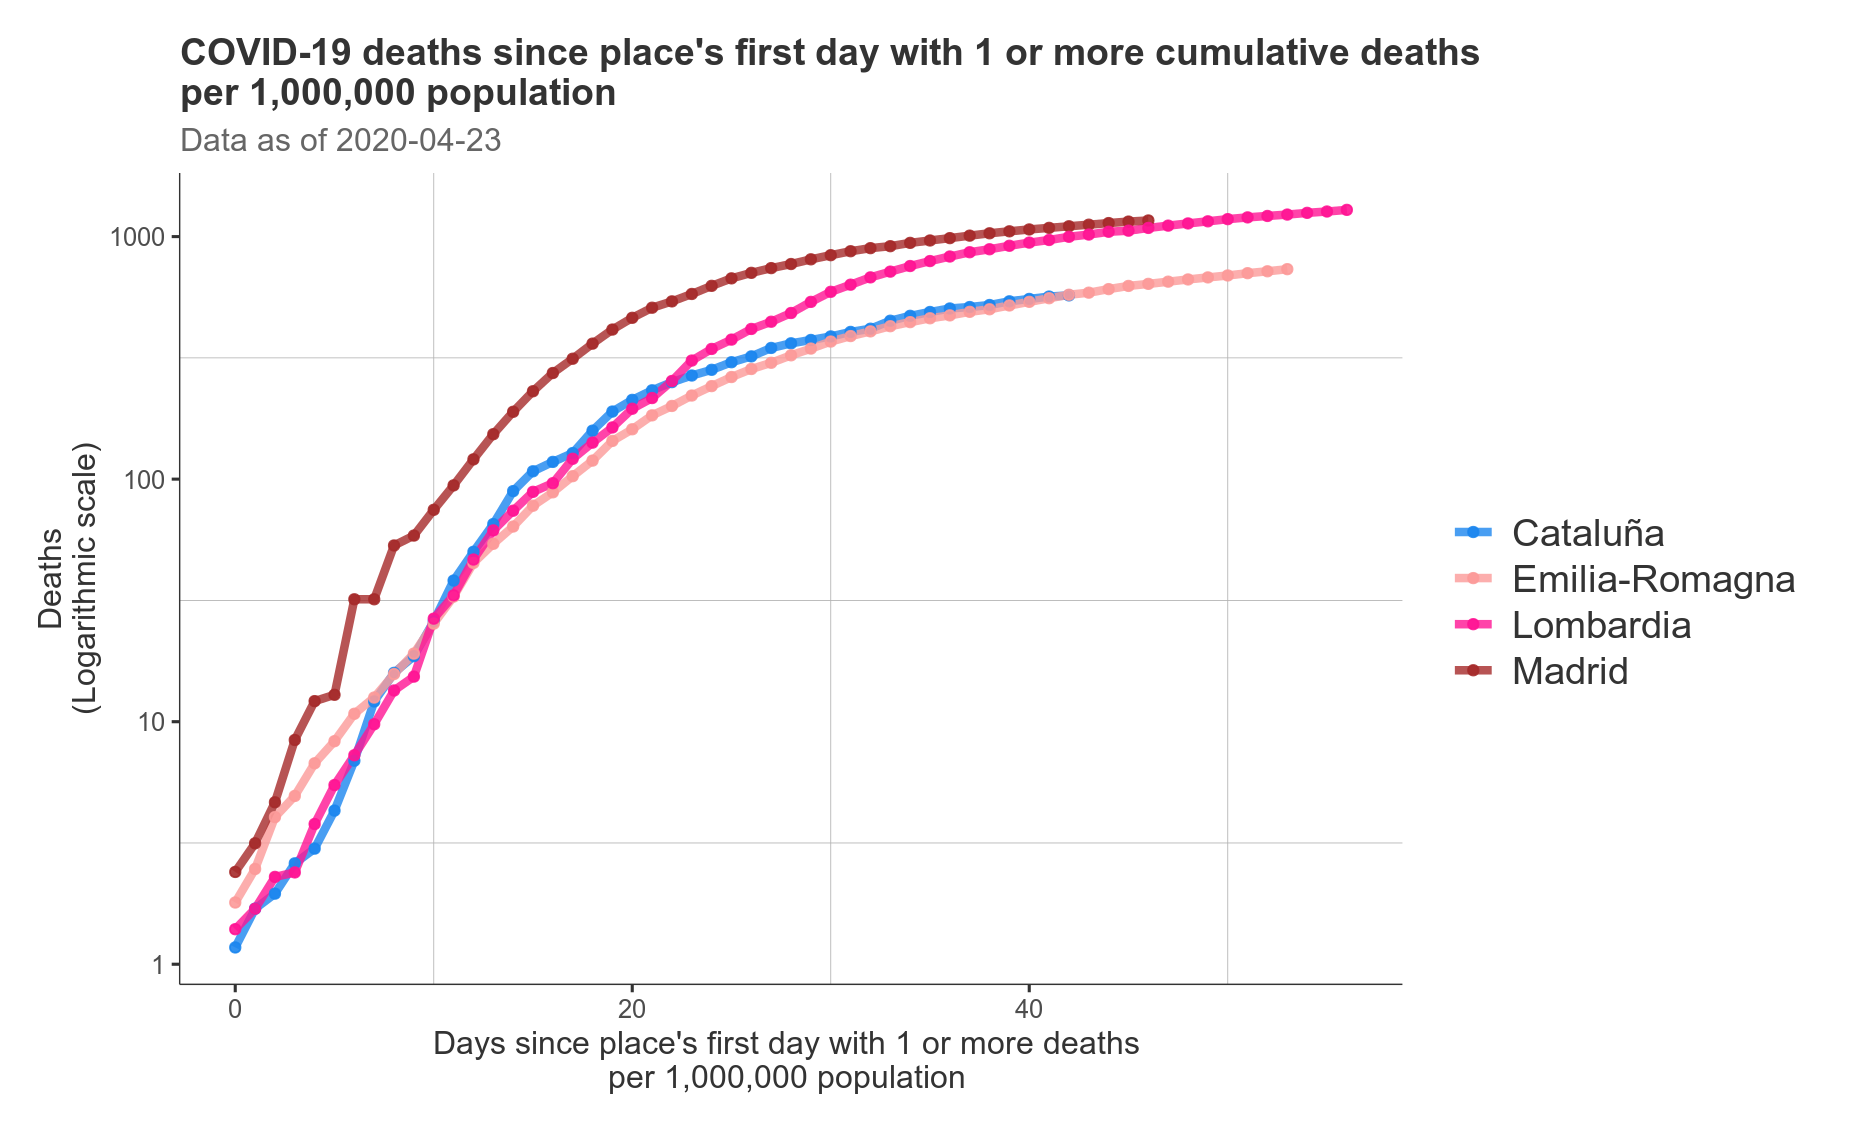 COVID-19 deaths since place's first day with 1 or more cumulative deaths
per 1,000,000 population
Data as of 2020-04-23
Deaths
(Logarithmic scale)
1000
100
10
1
0
20
40
Days since place's first day with 1 or more deaths
per 1,000,000 population
Cataluña
Emilia-Romagna
Lombardia
Madrid